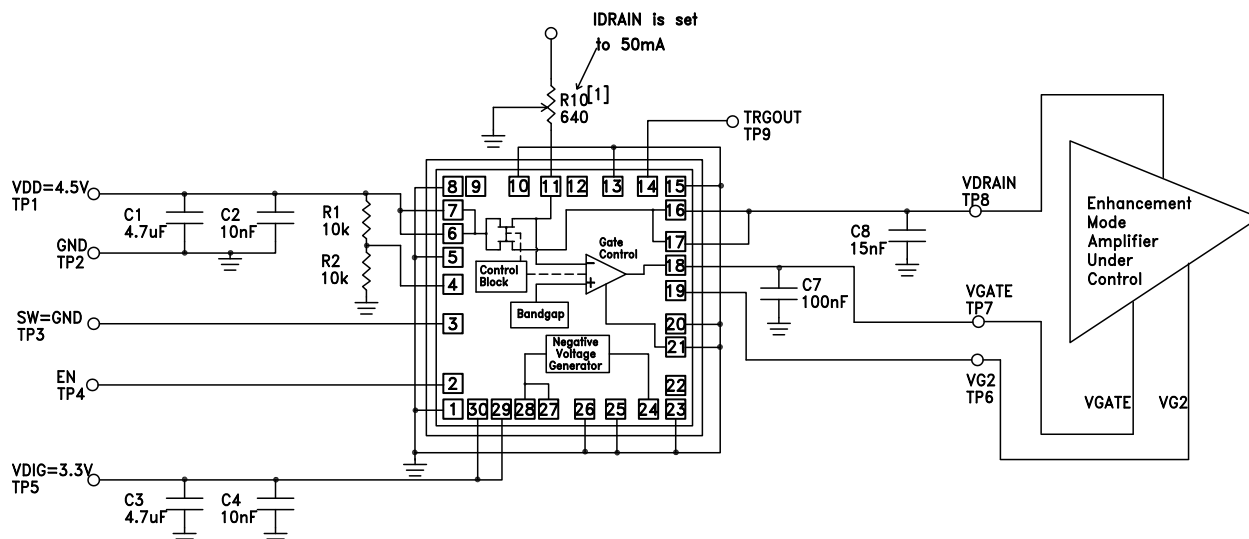 IDRAIN is set
to 50mA
R10[1]
640
TRGOUT
TP9
VDD=4.5V
TP1
C1
4.7uF
C2
10nF
R1
10k
GND
TP2
R2
10k
SW=GND
TP3
EN
TP4
VDIG=3.3V
TP5
C3
4.7uF
C4
10nF
8
9
10
11
12
13
14
15
7
6
5
4
3
2
1
16
17
18
19
20
21
22
30
29
28
27
26
25
24
23
Gate
Control
Control
Block
Bandgap
Negative
Voltage
Generator
−
+
VDRAIN
TP8
C8
15nF
C7
100nF
VGATE
TP7
VG2
TP6
Enhancement
Mode
Amplifier
Under
Control
VGATE
VG2